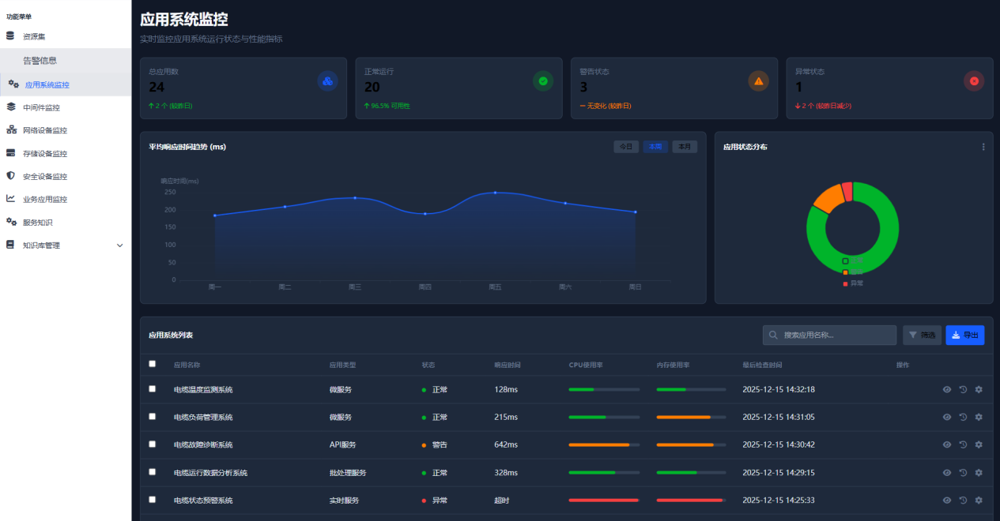 功能菜单
资源集
告警信息
应用系统监控
中间件监控
网络设备监控
存储设备监控
安全设备监控
业务应用监控
服务知识
知识库管理
应用系统监控
实时监控应用系统运行状态与性能指标
总应用数
24
2 个 (较昨日)
正常运行
20
96.5% 可用性
警告状态
3
无变化 (较昨日)
异常状态
1
2 个 (较昨日减少)
平均响应时间趋势 (ms)
今日 本周 本月
响应时间(ms)
250
200
150
100
50
0
周一 周二 周三 周四 周五 周六 周日
应用状态分布
异常
应用系统列表
搜索应用名称...
筛选
导出
应用名称 应用类型 状态 响应时间 CPU使用率 内存使用率 最后检查时间 操作
电缆温度监测系统 微服务 正常 128ms 2025-12-15 14:32:18
电缆负荷管理系统 微服务 正常 215ms 2025-12-15 14:31:05
电缆故障诊断系统 API服务 警告 642ms 2025-12-15 14:30:42
电缆运行数据分析系统 批处理服务 正常 328ms 2025-12-15 14:29:15
电缆状态预警系统 实时服务 异常 超时 2025-12-15 14:25:33